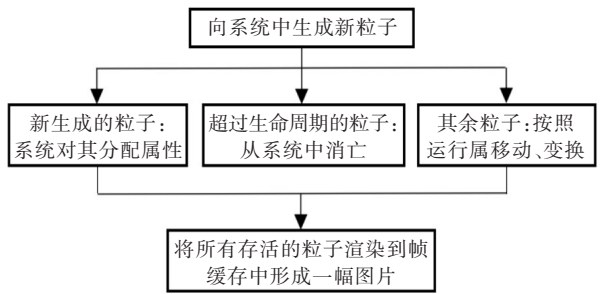 向系统中生成新粒子
新生成的粒子：
系统对其分配属性
超过生命周期的粒子：
从系统中消亡
其余粒子：按照
运行属移动、变换
将所有存活的粒子渲染到帧
缓存中形成一幅图片